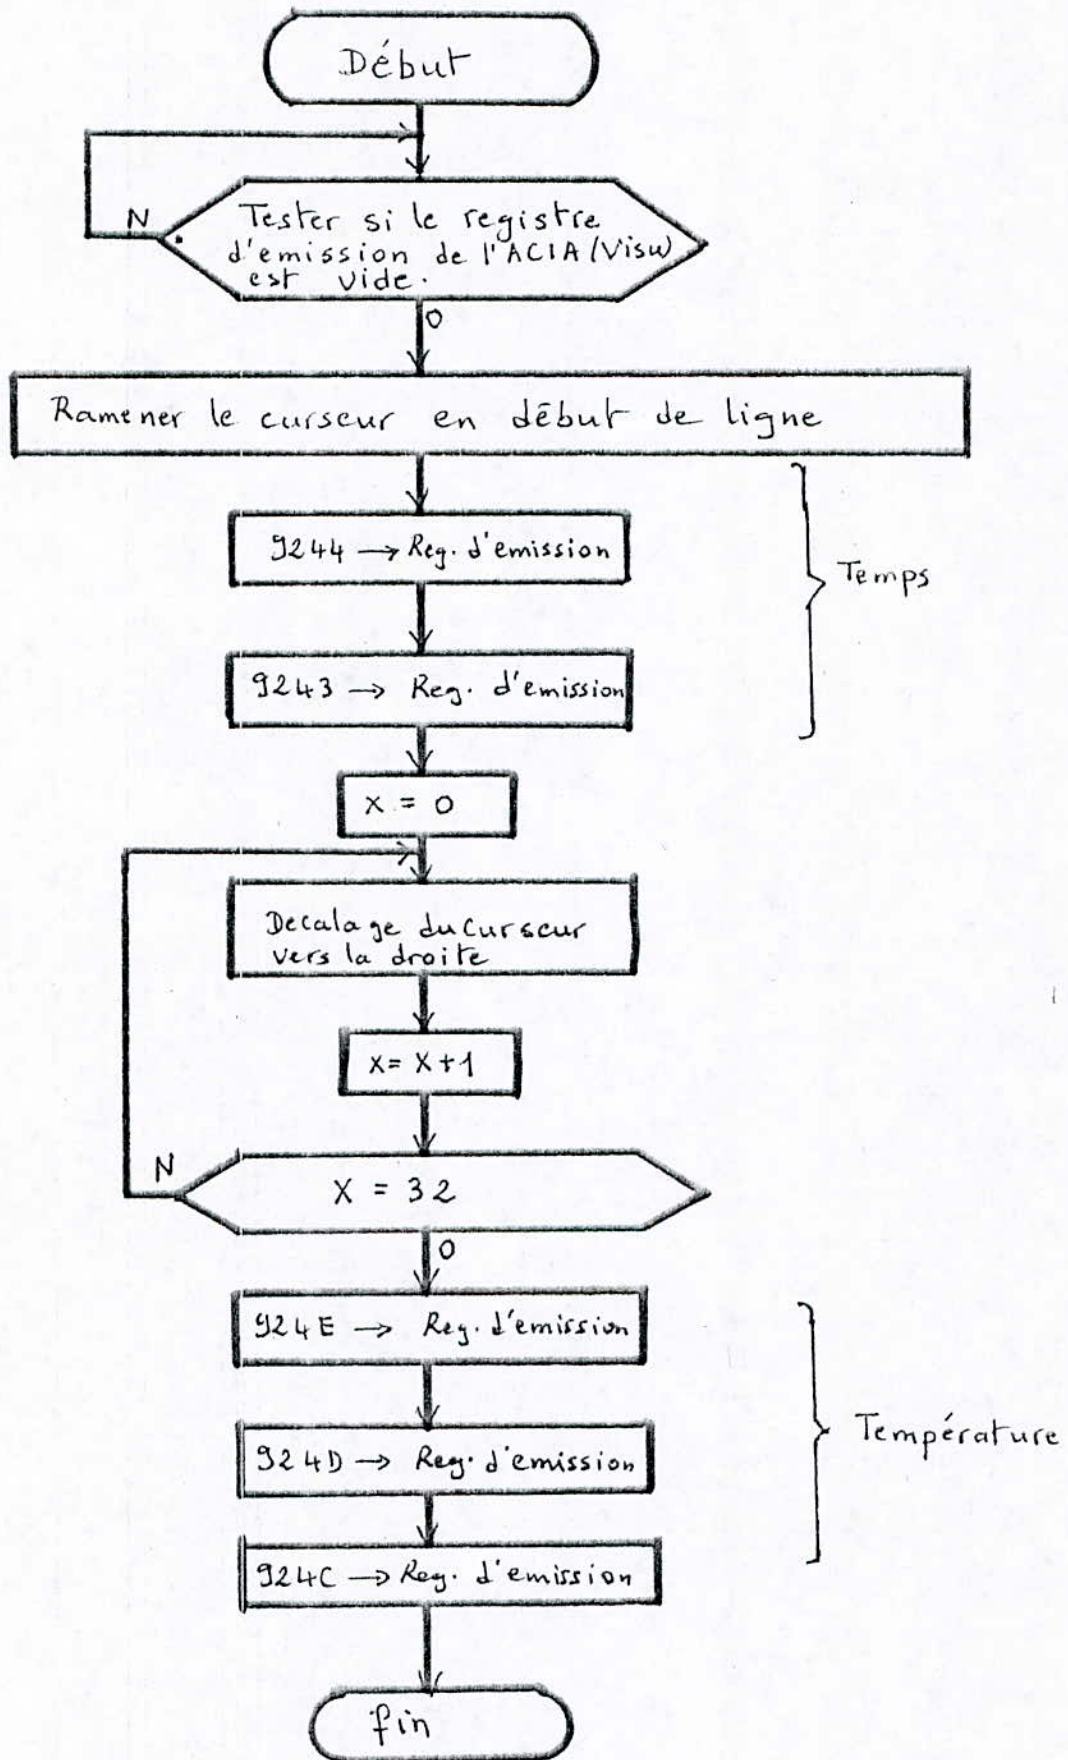 Début
N
Tester si le registre
d'emission de l'ACIA (Visu)
est vide.
O
Ramener le curseur en début de ligne
9244 → Reg. d'emission
Temps
9243 → Reg. d'emission
X = 0
Decalage du Curseur
vers la droite
X = X + 1
N
X = 32
O
924E → Reg. d'emission
924D → Reg. d'emission
Température
924C → Reg. d'emission
fin